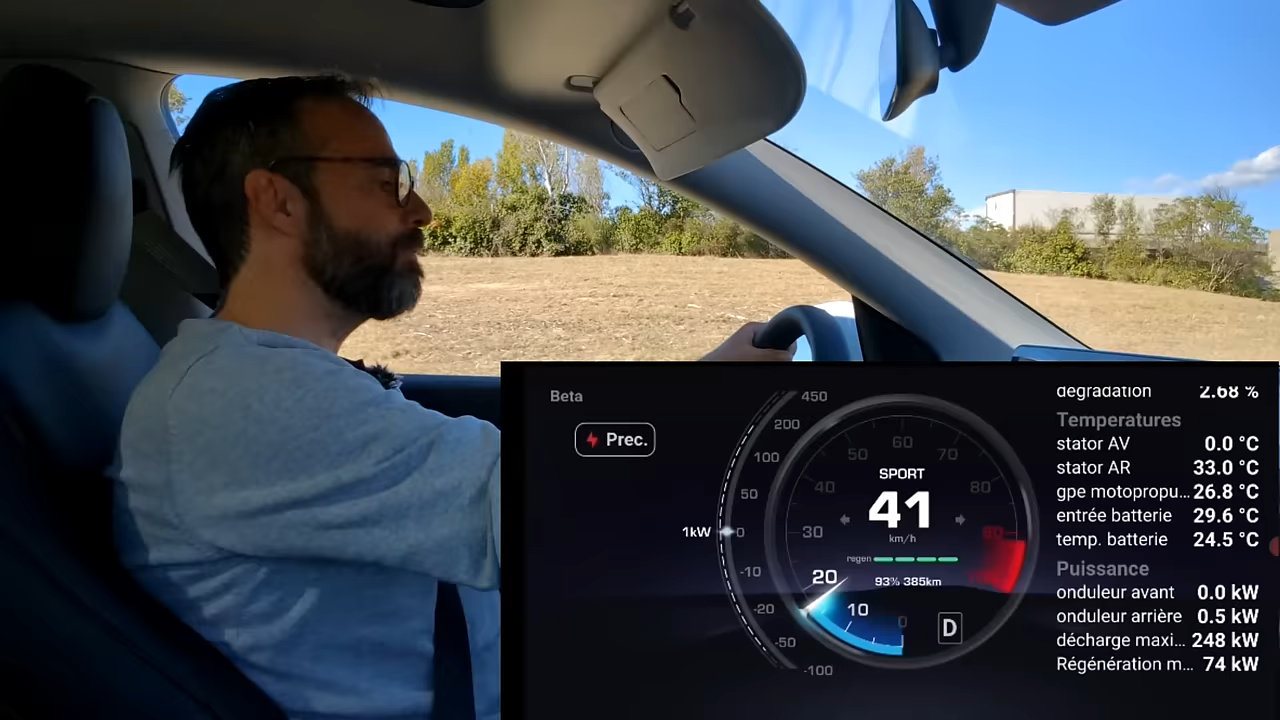 Beta
Prec.
450
200
100
50
0
-10
-20
-50
-100
1kW
60
50
70
40
80
30
90
20
10
0
SPORT
41
km/h
regen
93% 385km
D
degradation 2.68 %
Temperatures
stator AV 0.0 °C
stator AR 33.0 °C
gpe motopropu... 26.8 °C
entrée batterie 29.6 °C
temp. batterie 24.5 °C
Puissance
onduleur avant 0.0 kW
onduleur arrière 0.5 kW
décharge maxi... 248 kW
Régénération m... 74 kW